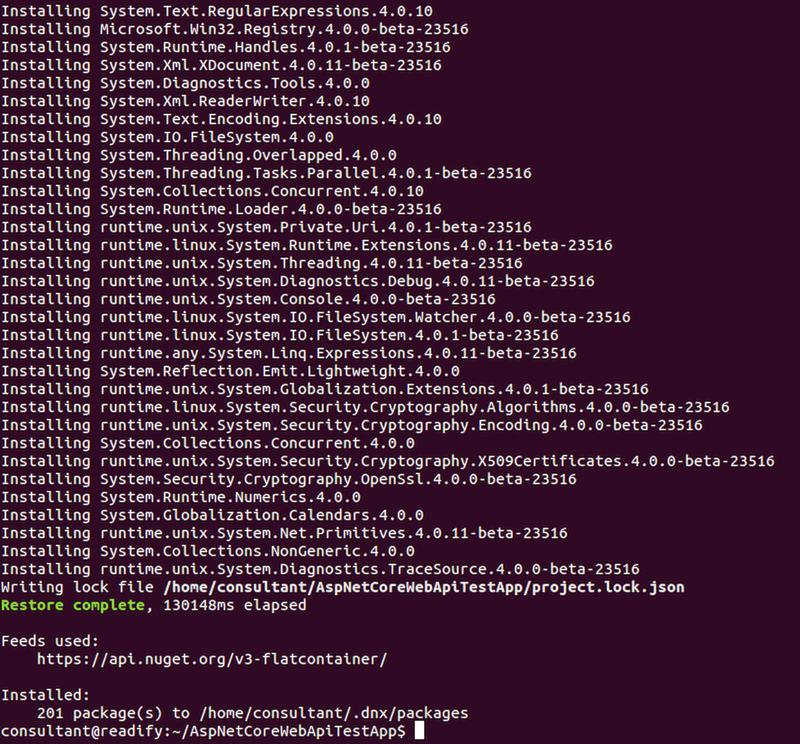 Installing System.Text.RegularExpressions.4.0.10
Installing Microsoft.Win32.Registry.4.0.0-beta-23516
Installing System.Runtime.Handles.4.0.1-beta-23516
Installing System.Xml.XDocument.4.0.11-beta-23516
Installing System.Diagnostics.Tools.4.0.0
Installing System.Xml.ReaderWriter.4.0.10
Installing System.Text.Encoding.Extensions.4.0.10
Installing System.IO.FileSystem.4.0.0
Installing System.Threading.Overlapped.4.0.0
Installing System.Threading.Tasks.Parallel.4.0.1-beta-23516
Installing System.Collections.Concurrent.4.0.10
Installing System.Runtime.Loader.4.0.0-beta-23516
Installing runtime.unix.System.Private.Uri.4.0.1-beta-23516
Installing runtime.linux.System.Runtime.Extensions.4.0.11-beta-23516
Installing runtime.unix.System.Threading.4.0.11-beta-23516
Installing runtime.unix.System.Diagnostics.Debug.4.0.11-beta-23516
Installing runtime.unix.System.Console.4.0.0-beta-23516
Installing runtime.linux.System.IO.FileSystem.Watcher.4.0.0-beta-23516
Installing runtime.linux.System.IO.FileSystem.4.0.1-beta-23516
Installing runtime.any.System.Linq.Expressions.4.0.11-beta-23516
Installing System.Reflection.Emit.Lightweight.4.0.0
Installing runtime.unix.System.Globalization.Extensions.4.0.1-beta-23516
Installing runtime.linux.System.Security.Cryptography.Algorithms.4.0.0-beta-23516
Installing runtime.unix.System.Security.Cryptography.Encoding.4.0.0-beta-23516
Installing System.Collections.Concurrent.4.0.0
Installing runtime.unix.System.Security.Cryptography.X509Certificates.4.0.0-beta-23516
Installing System.Security.Cryptography.OpenSsl.4.0.0-beta-23516
Installing System.Runtime.Numerics.4.0.0
Installing System.Globalization.Calendars.4.0.0
Installing runtime.unix.System.Net.Primitives.4.0.11-beta-23516
Installing System.Collections.NonGeneric.4.0.0
Installing runtime.unix.System.Diagnostics.TraceSource.4.0.0-beta-23516
Writing lock file /home/consultant/AspNetCoreWebApiTestApp/project.lock.json
Restore complete, 130148ms elapsed
Feeds used:
https://api.nuget.org/v3-flatcontainer/
Installed:
201 package(s) to /home/consultant/.dnx/packages
consultant@readify:~/AspNetCoreWebApiTestApp$